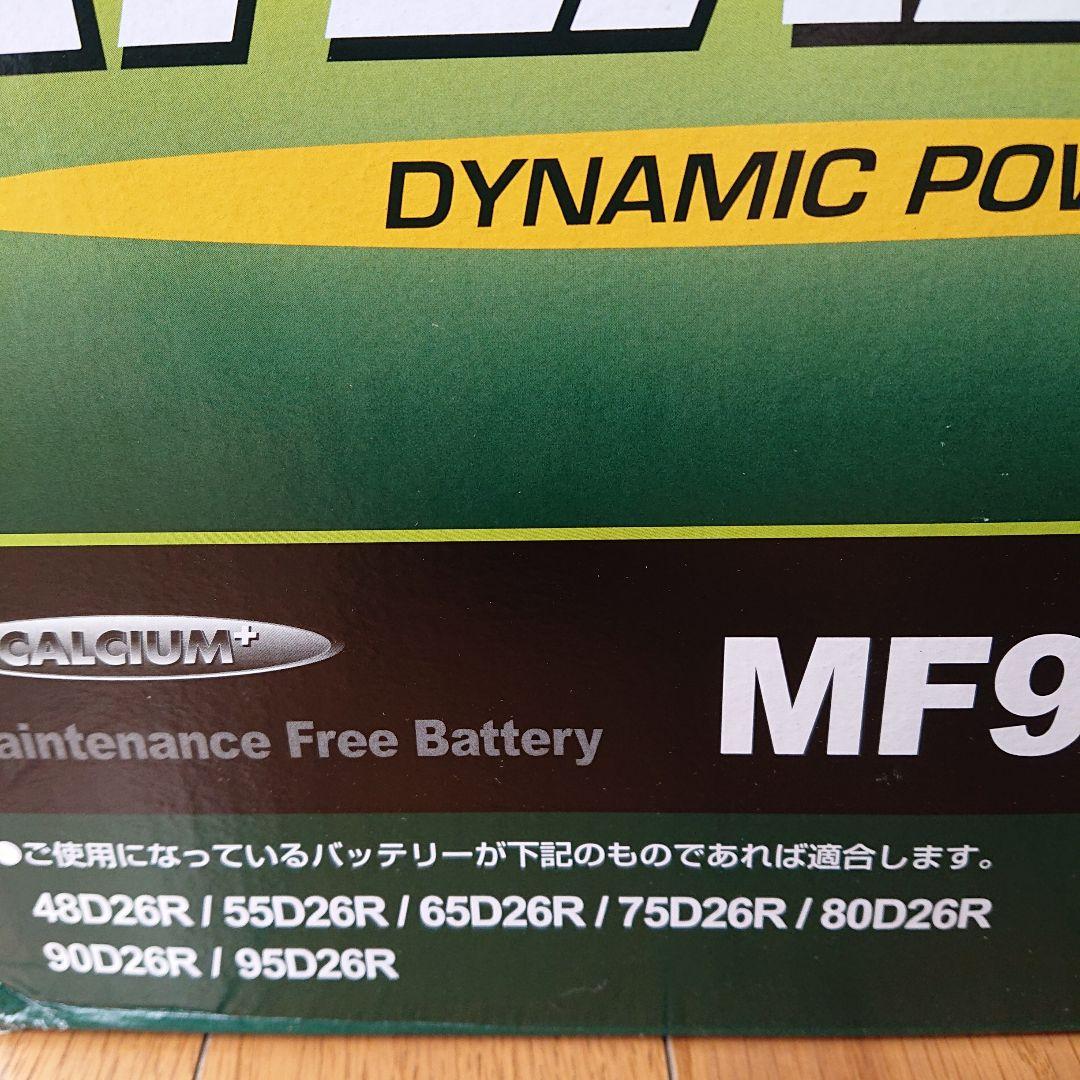 DYNAMIC POW
CALCIUM+
aintenance Free Battery
MF9
●ご使用になっているバッテリーが下記のものであれば適合します。
48D26R / 55D26R / 65D26R / 75D26R / 80D26R
90D26R / 95D26R